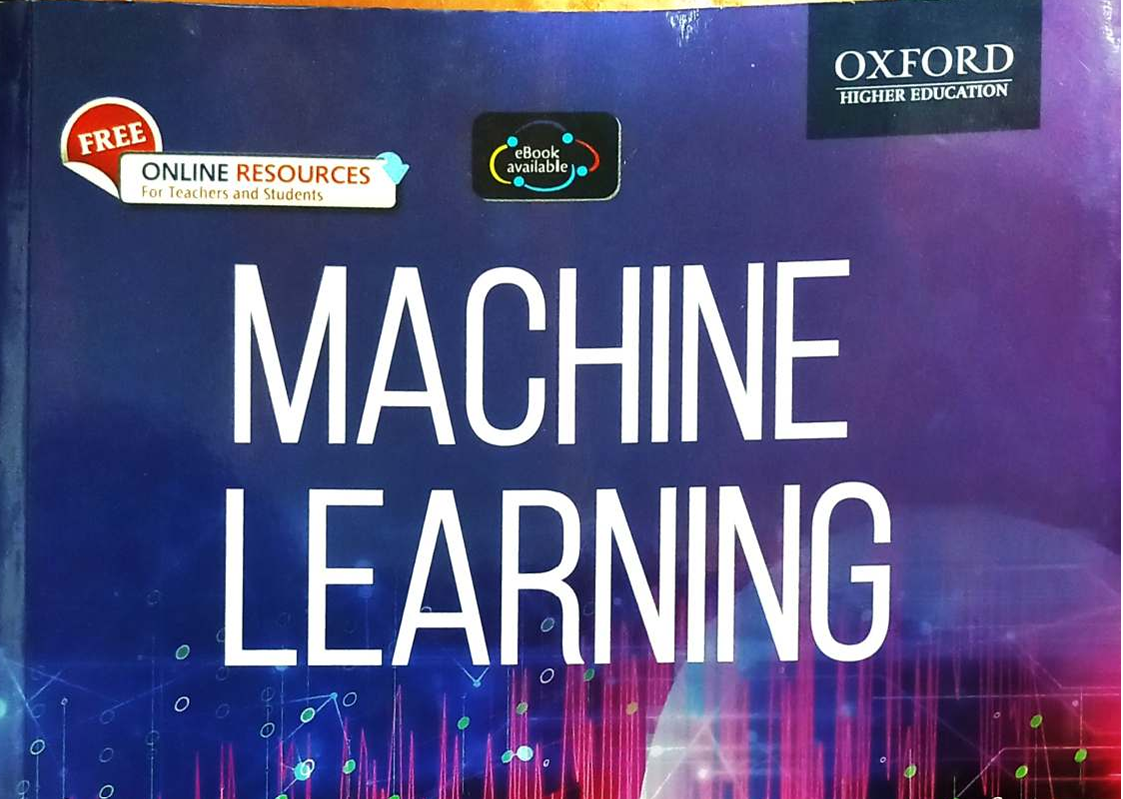 OXFORD
HIGHER EDUCATION
FREE
ONLINE RESOURCES
For Teachers and Students
eBook
available
MACHINE
LEARNING